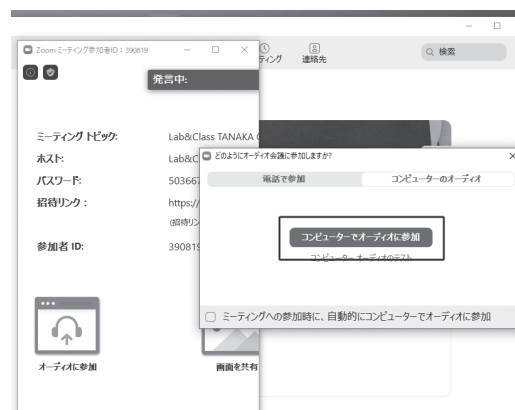 Zoom ミーティング参加者ID：390819
ティング
連絡先
検索
発言中:
ミーティング トピック:
Lab&Class TANAKA
ホスト:
パスワード:
招待リンク：
https://
参加者 ID:
390819
どのようにオーディオ会議に参加しますか?
電話で参加
コンピューターのオーディオ
コンピューターでオーディオに参加
コンピューター オーディオのテスト
ミーティングへの参加時に、自動的にコンピューターでオーディオに参加
オーディオに参加
画面を共有